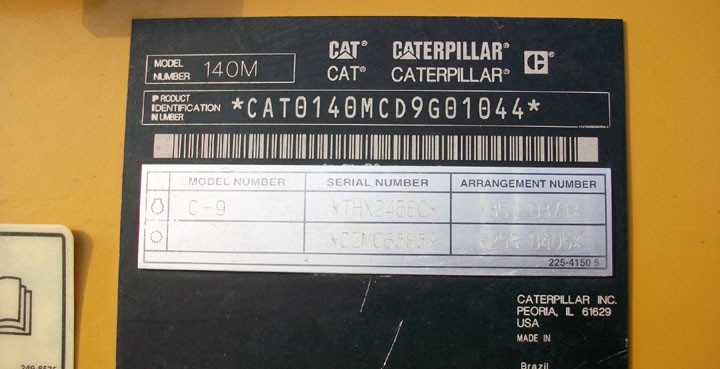 MODEL NUMBER 140M
CAT® CATERPILLAR® C
CAT® CATERPILLAR®
PRODUCT IDENTIFICATION NUMBER *CAT0140MCD9G01044*
MODEL NUMBER SERIAL NUMBER ARRANGEMENT NUMBER
C-9
225-4150 5
CATERPILLAR INC.
PEORIA, IL 61629
USA
MADE IN
Brazil